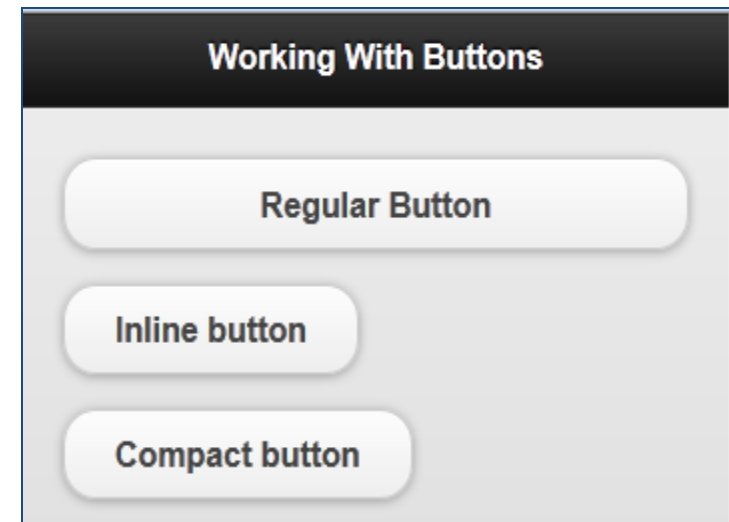 Working With Buttons
Regular Button
Inline button
Compact button